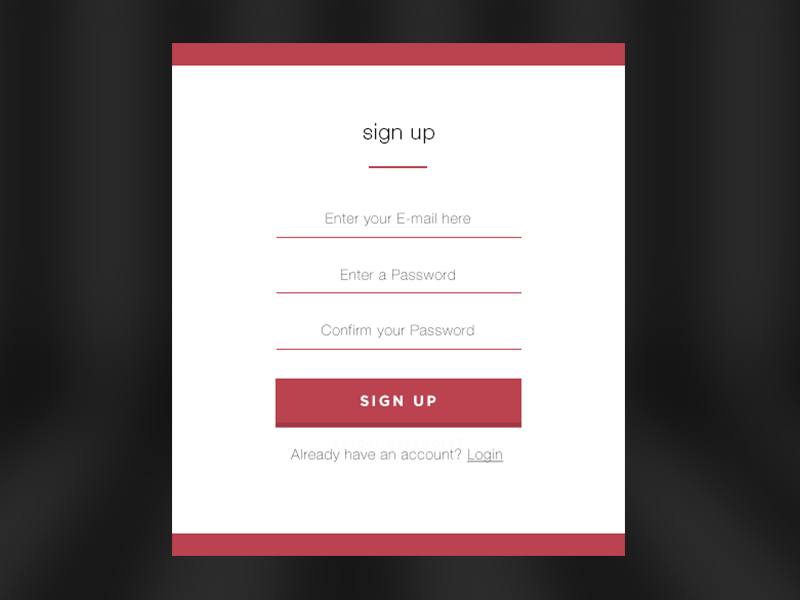 sign up
Enter your E-mail here
Enter a Password
Confirm your Password
SIGN UP
Already have an account? Login